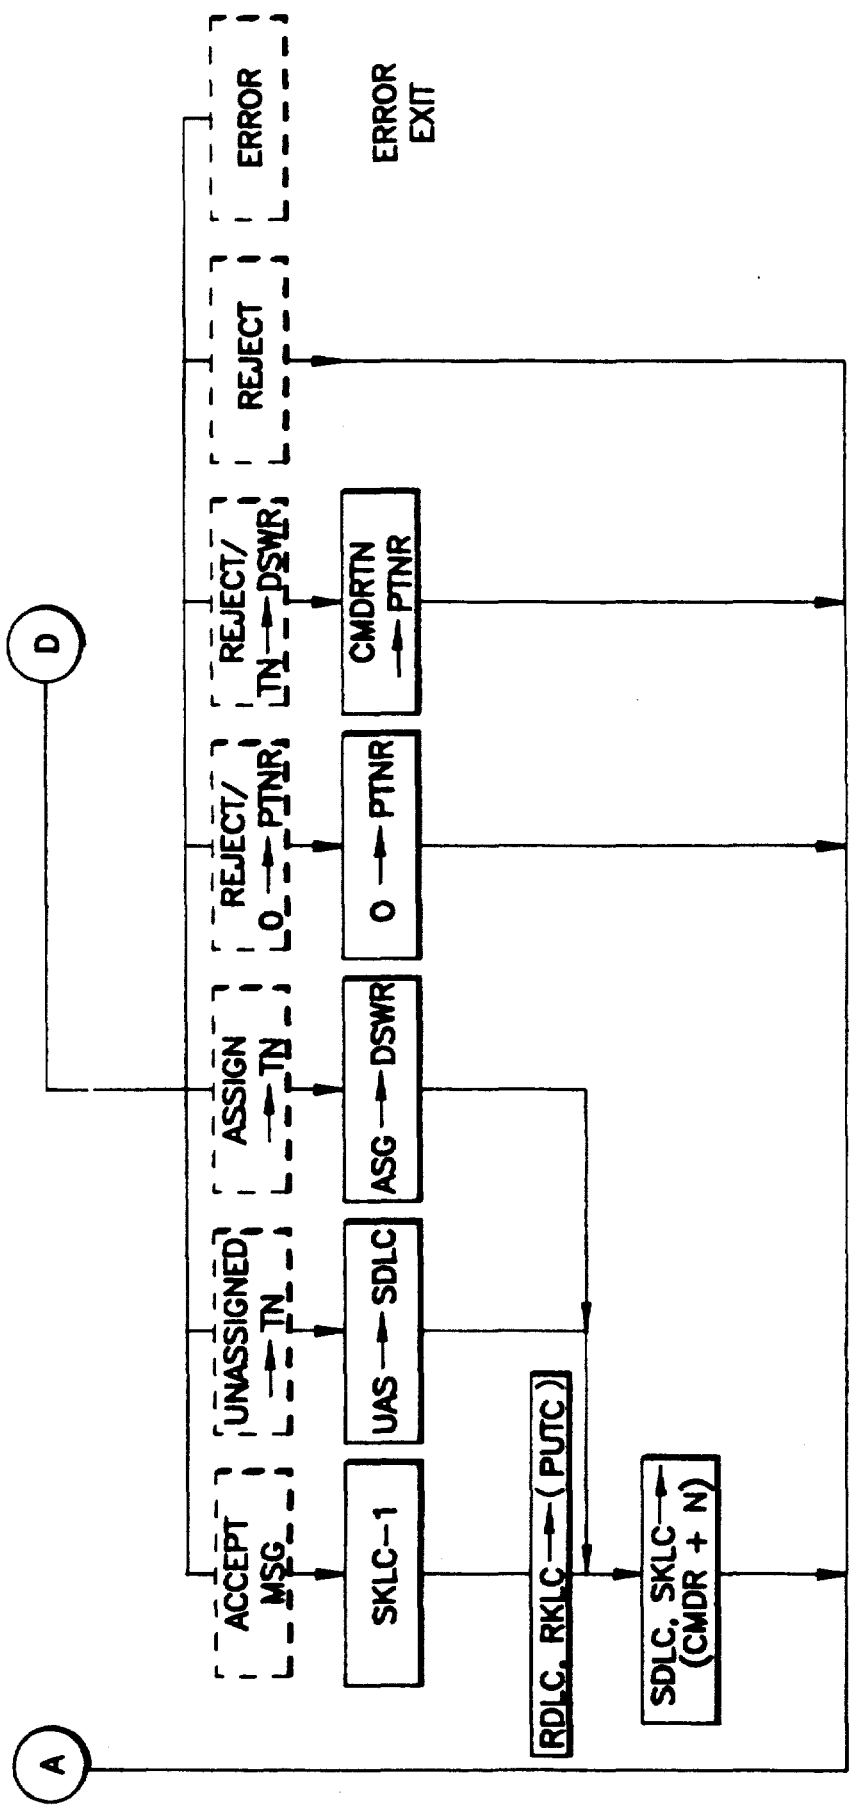 A
D
ACCEPT
MSG
UNASSIGNED
→ TN
ASSIGN
→ TN
REJECT/
O → PTNR
REJECT/
TN → DSWR
REJECT
ERROR
SKLC-1
UAS → SDLC
ASG → DSWR
O → PTNR
CMDRTN
→ PTNR
ERROR
EXIT
RDLC, RKLC → (PUTC)
SDLC, SKLC →
(CMDR + N)